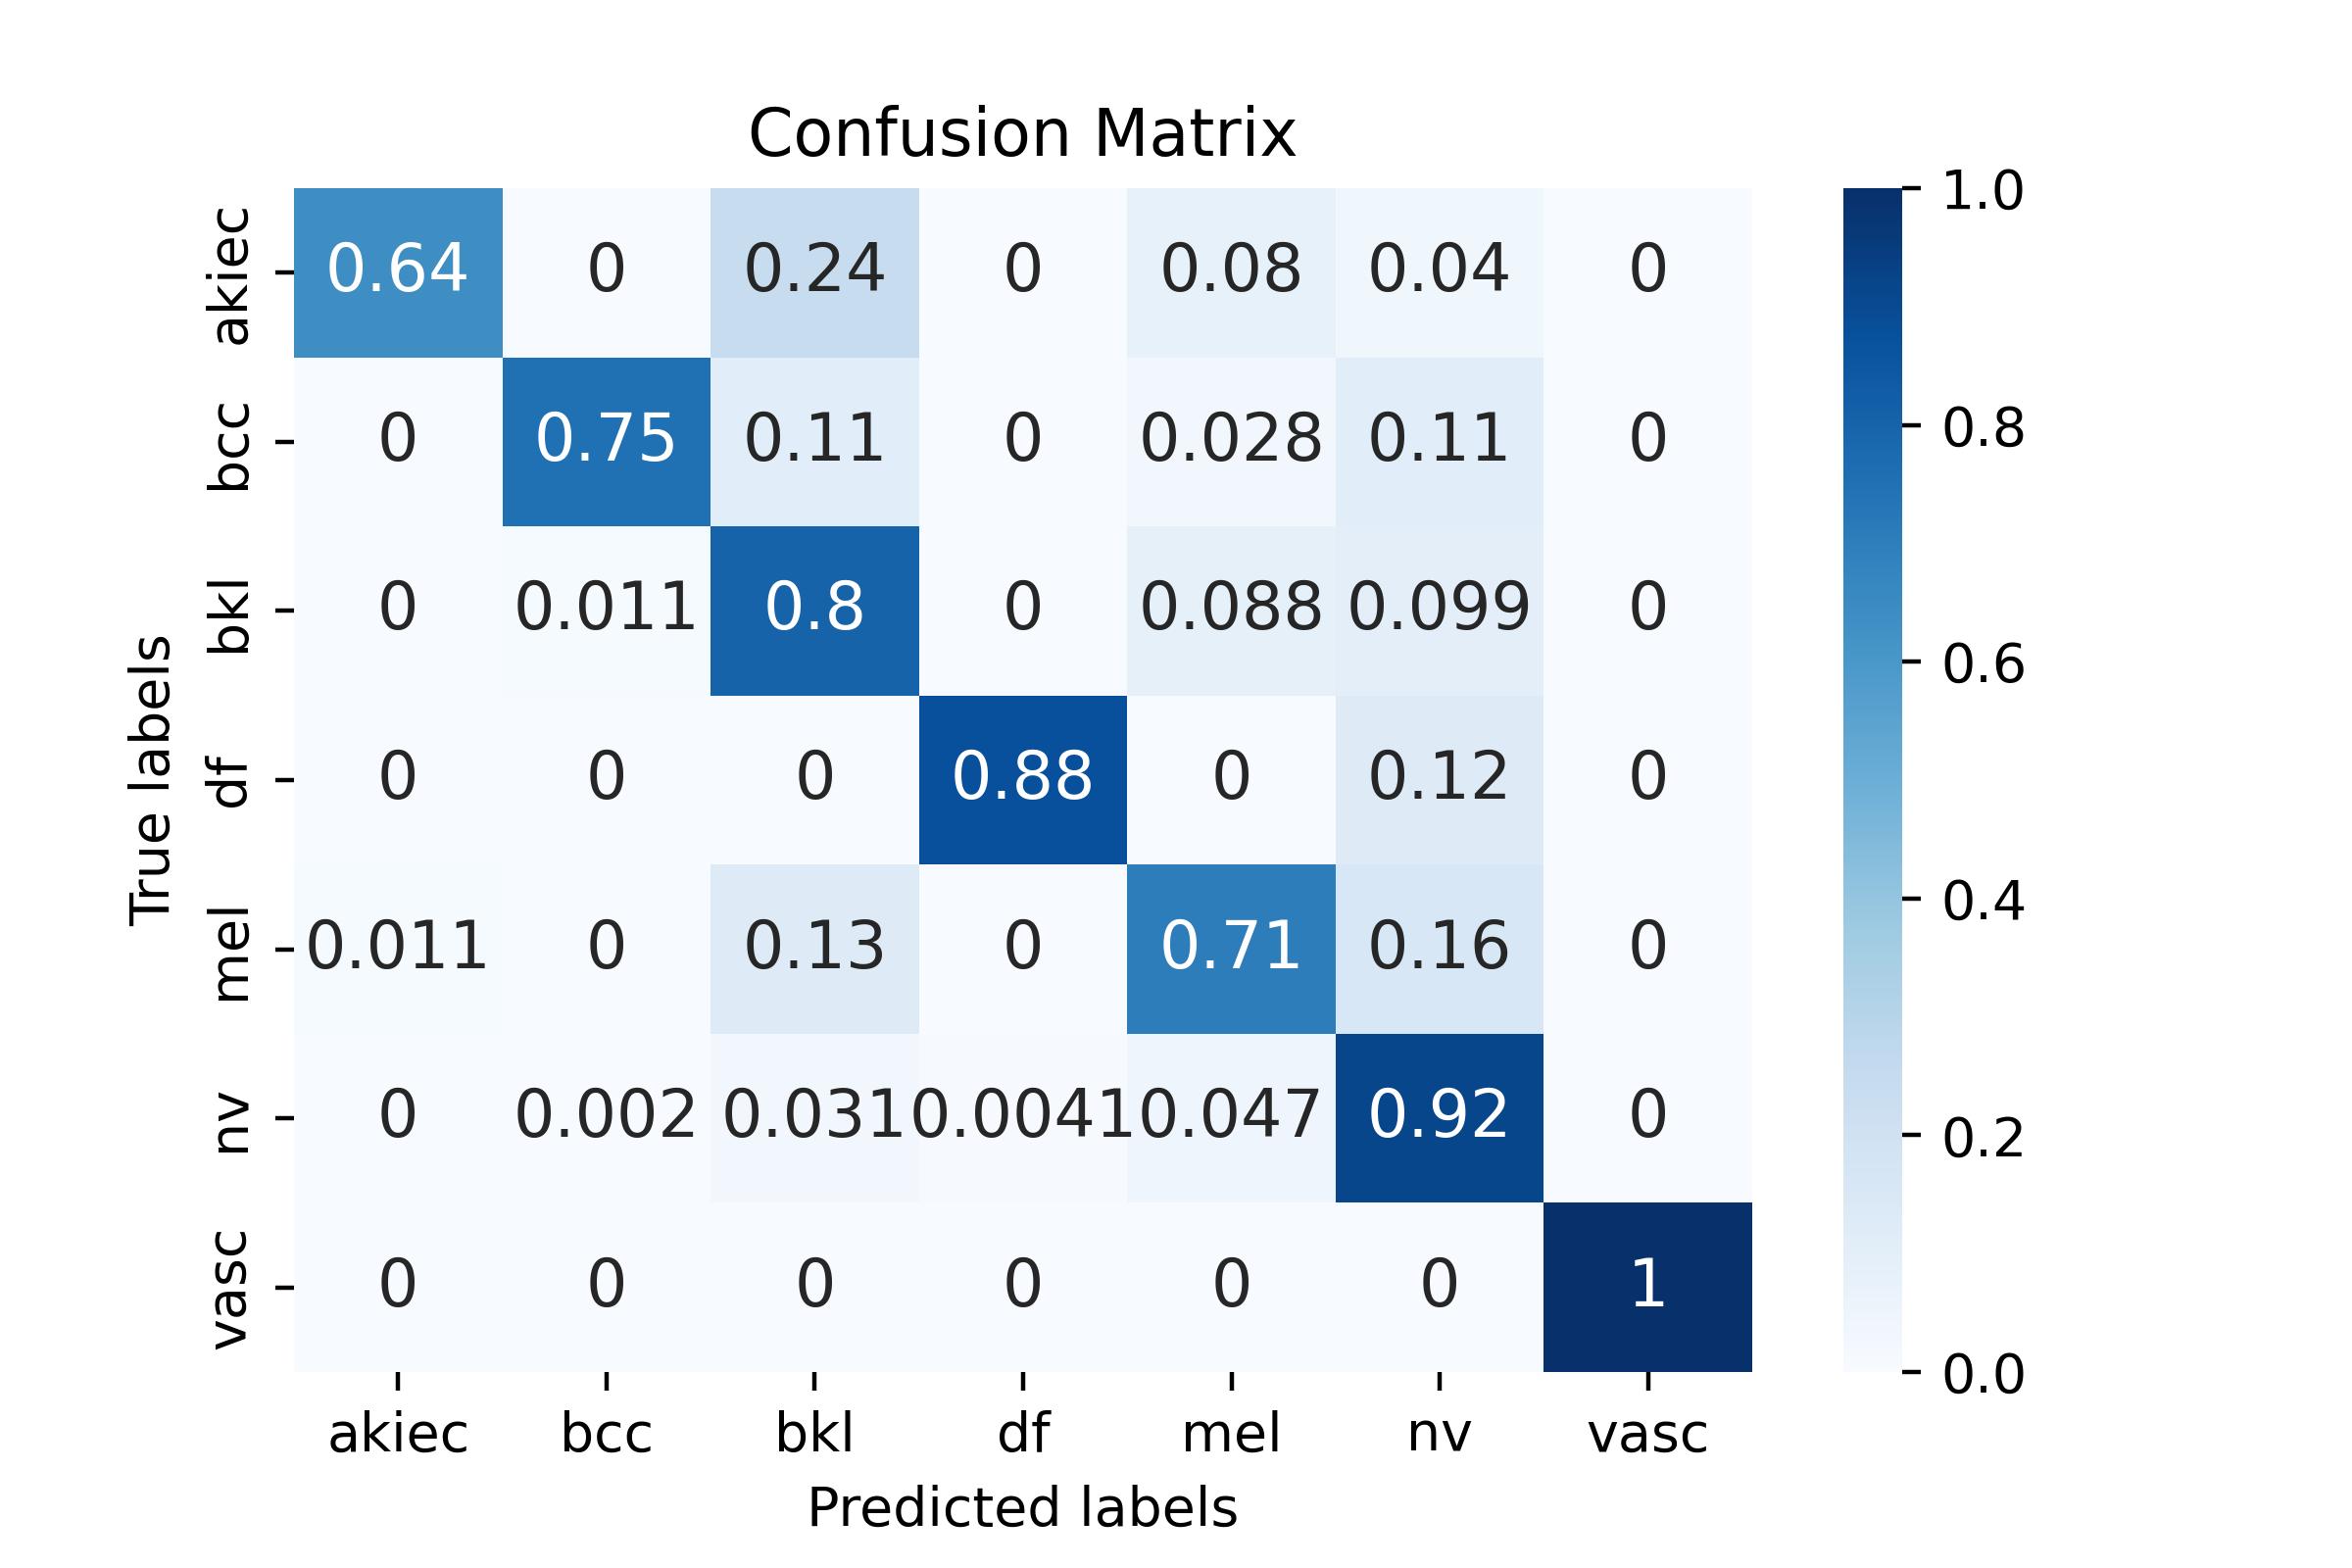 Confusion Matrix
True labels
akiec 0.64 0 0.24 0 0.08 0.04 0
bcc 0 0.75 0.11 0 0.028 0.11 0
bkl 0 0.011 0.8 0 0.088 0.099 0
df 0 0 0 0.88 0 0.12 0
mel 0.011 0 0.13 0 0.71 0.16 0
nv 0 0.002 0.031 0.0041 0.047 0.92 0
vasc 0 0 0 0 0 0 1
akiec bcc bkl df mel nv vasc
Predicted labels
1.0
0.8
0.6
0.4
0.2
0.0